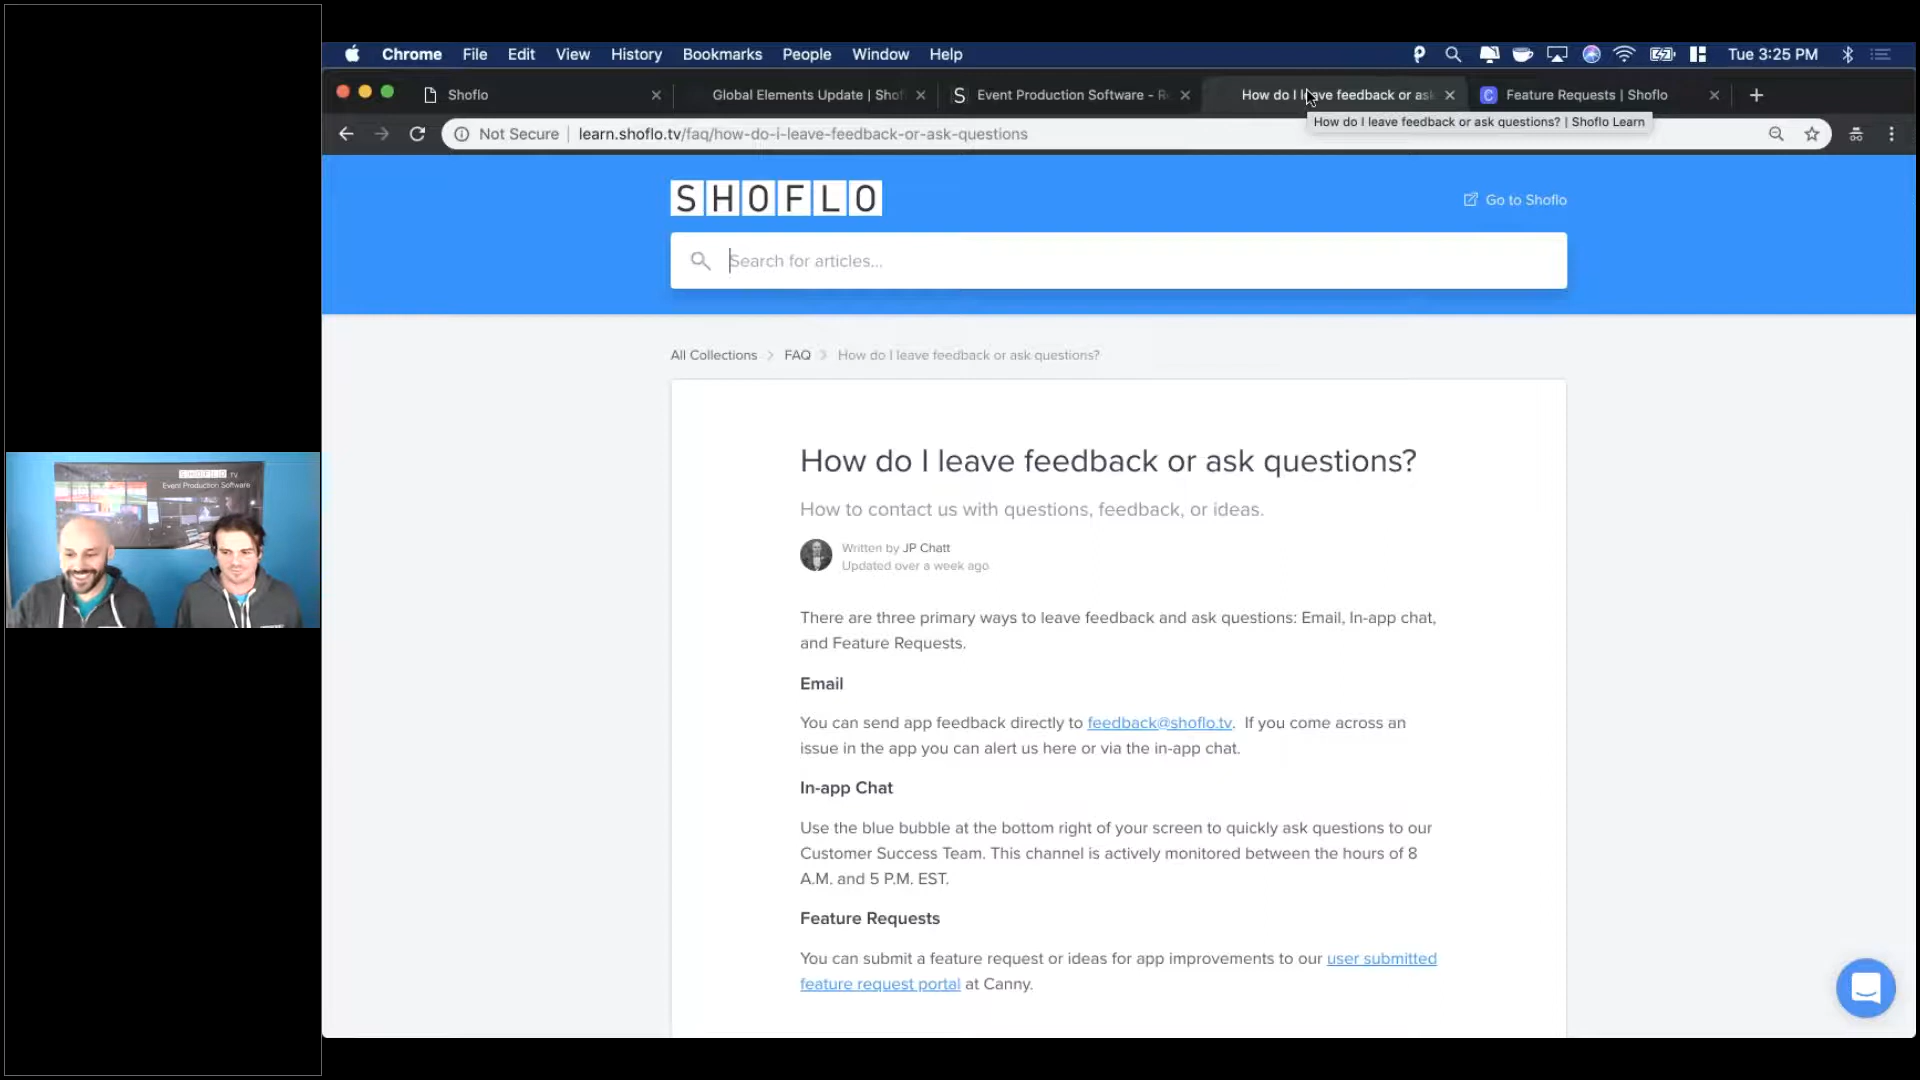 Chrome File Edit View History Bookmarks People Window Help Tue 3:25 PM
Shoflo
Global Elements Update | Shof
Event Production Software - R
How do I leave feedback or ask
Feature Requests | Shoflo
Not Secure learn.shoflo.tv/faq/how-do-i-leave-feedback-or-ask-questions
How do I leave feedback or ask questions? | Shoflo Learn
SHOFLO
Go to Shoflo
Search for articles...
All Collections > FAQ > How do I leave feedback or ask questions?
How do I leave feedback or ask questions?
How to contact us with questions, feedback, or ideas.
Written by JP Chatt
Updated over a week ago
There are three primary ways to leave feedback and ask questions: Email, In-app chat,
and Feature Requests.
Email
You can send app feedback directly to feedback@shoflo.tv. If you come across an
issue in the app you can alert us here or via the in-app chat.
In-app Chat
Use the blue bubble at the bottom right of your screen to quickly ask questions to our
Customer Success Team. This channel is actively monitored between the hours of 8
A.M. and 5 P.M. EST.
Feature Requests
You can submit a feature request or ideas for app improvements to our user submitted
feature request portal at Canny.
SHOFLO TV
Event Production Software